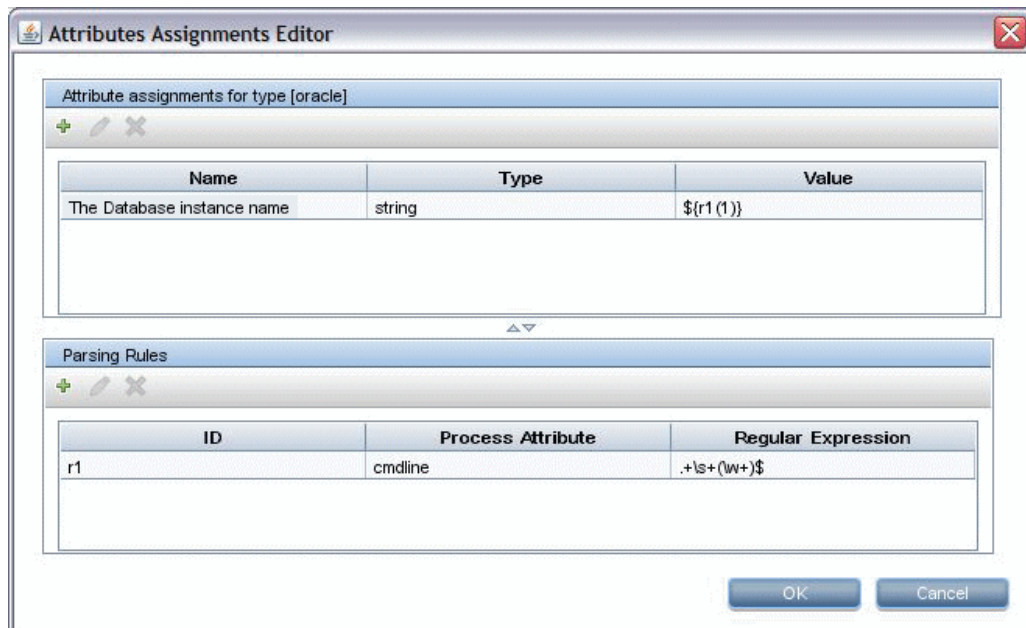 Attributes Assignments Editor
Attribute assignments for type [oracle]
Name Type Value
The Database instance name string ${r1(1)}
Parsing Rules
ID Process Attribute Regular Expression
r1 cmdline .+\s+(\w+)$
OK Cancel